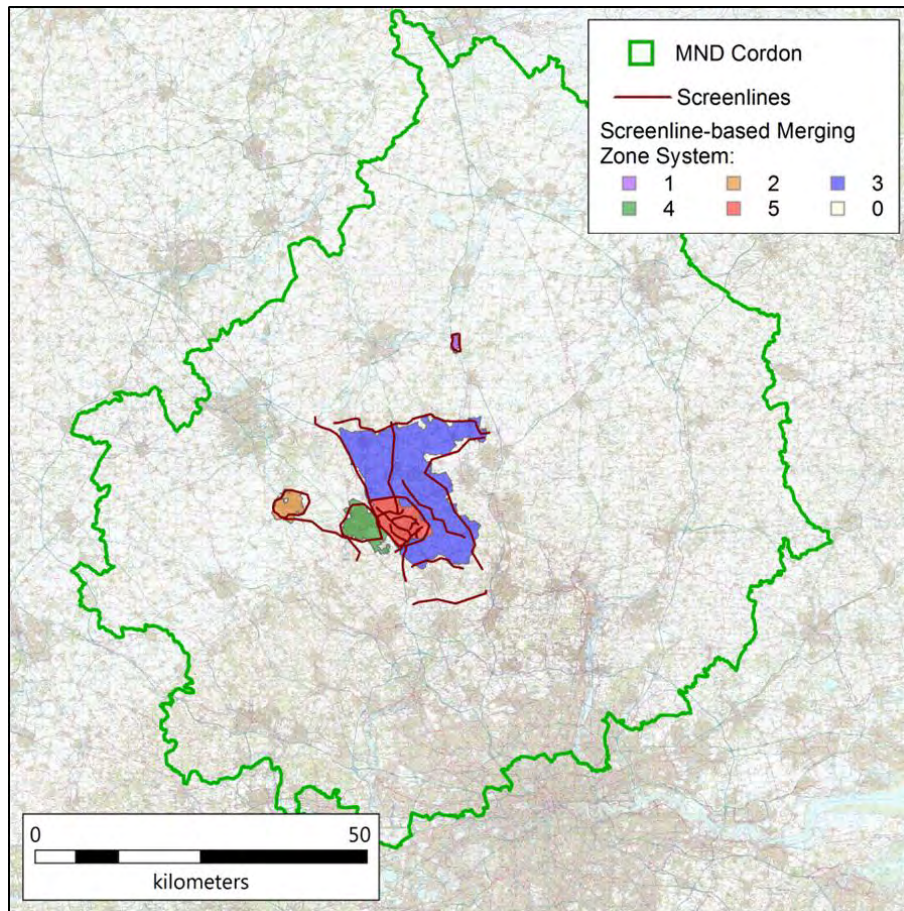 MND Cordon
Screenlines
Screenline-based Merging
Zone System:
1 2 3
4 5 0
0 50
kilometers